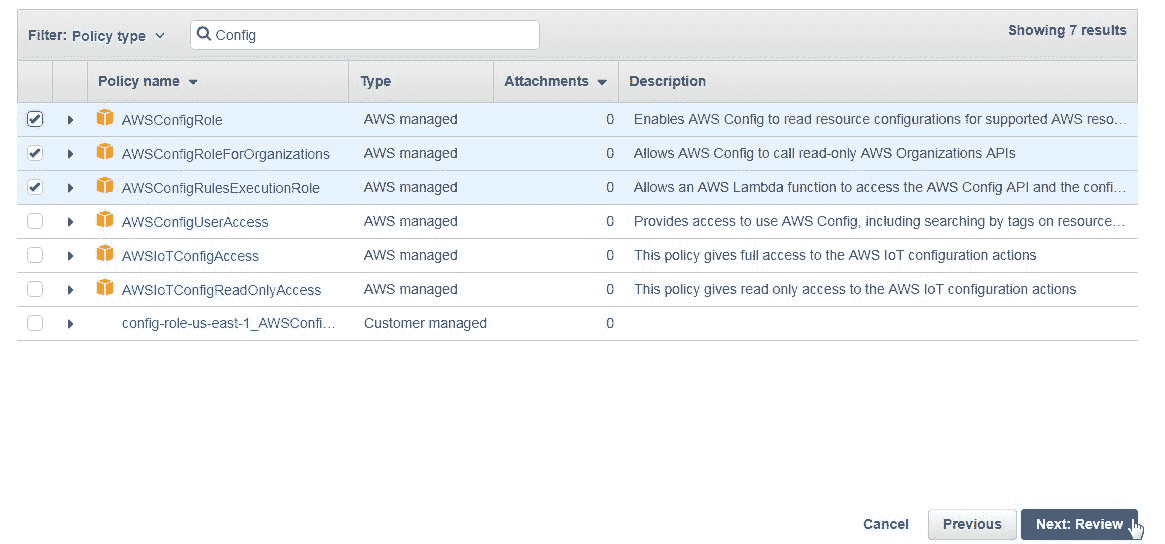 Filter: Policy type Config Showing 7 results
Policy name Type Attachments Description
AWSConfigRole AWS managed 0 Enables AWS Config to read resource configurations for supported AWS reso...
AWSConfigRoleForOrganizations AWS managed 0 Allows AWS Config to call read-only AWS Organizations APIs
AWSConfigRulesExecutionRole AWS managed 0 Allows an AWS Lambda function to access the AWS Config API and the confi...
AWSConfigUserAccess AWS managed 0 Provides access to use AWS Config, including searching by tags on resource...
AWSIoTConfigAccess AWS managed 0 This policy gives full access to the AWS IoT configuration actions
AWSIoTConfigReadOnlyAccess AWS managed 0 This policy gives read only access to the AWS IoT configuration actions
config-role-us-east-1_AWSConfi... Customer managed 0
Cancel Previous Next: Review